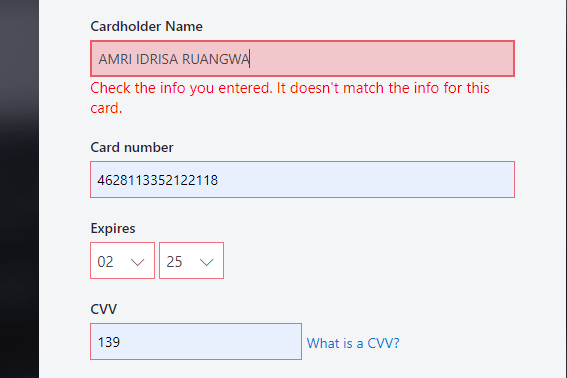 Cardholder Name
AMRI IDRISA RUANGWA
Check the info you entered. It doesn't match the info for this
card.
Card number
4628113352122118
Expires
02 25
CVV
139 What is a CVV?